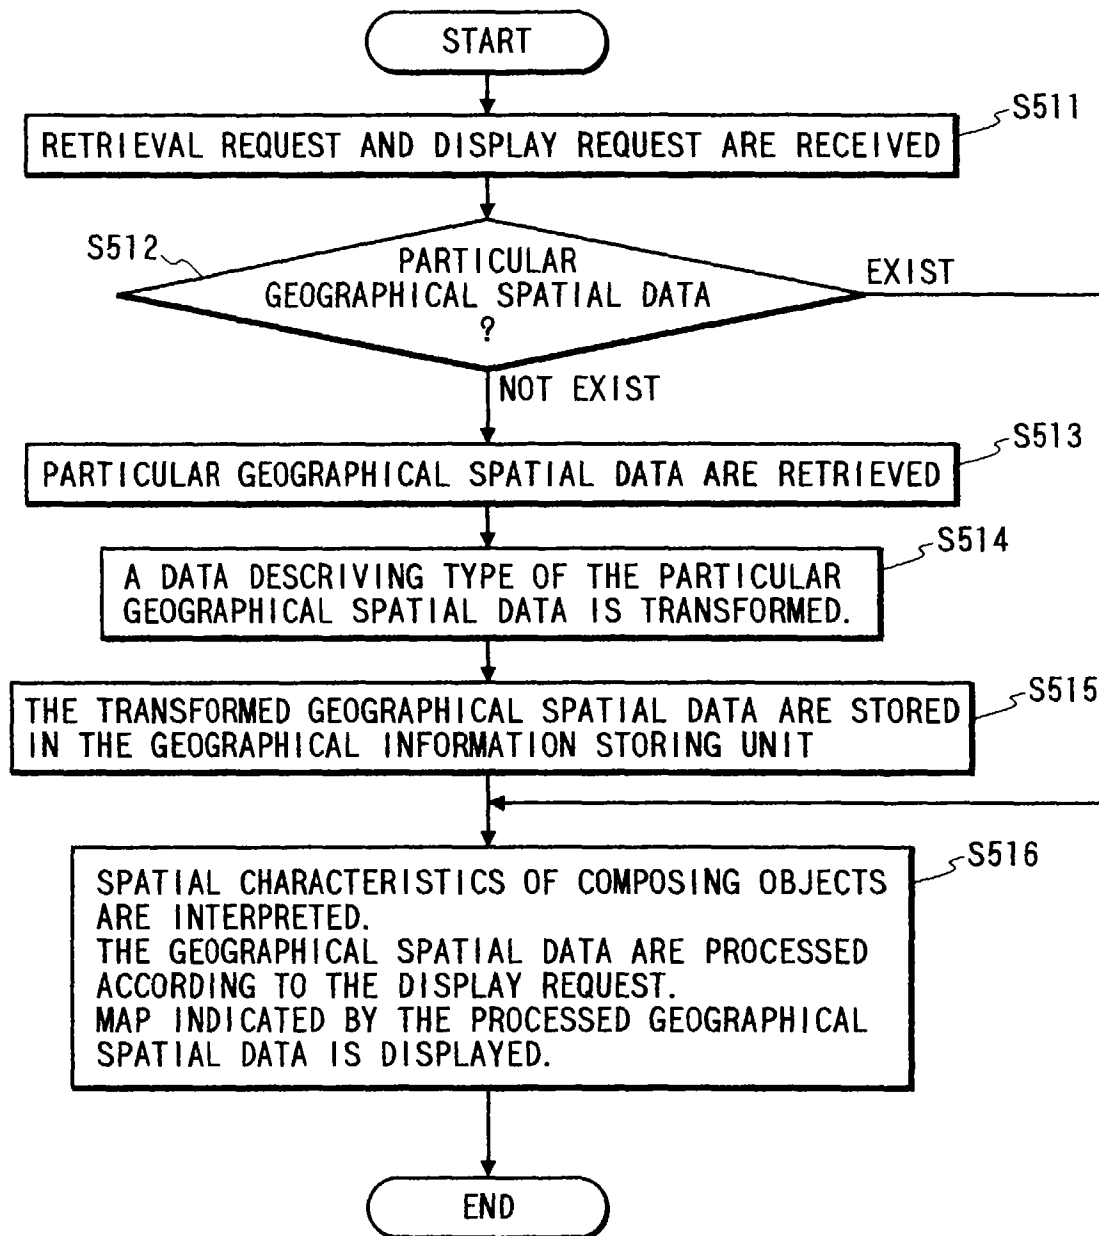 START
S511
RETRIEVAL REQUEST AND DISPLAY REQUEST ARE RECEIVED
S512
PARTICULAR
GEOGRAPHICAL SPATIAL DATA
?
EXIST
NOT EXIST
S513
PARTICULAR GEOGRAPHICAL SPATIAL DATA ARE RETRIEVED
S514
A DATA DESCRIVING TYPE OF THE PARTICULAR
GEOGRAPHICAL SPATIAL DATA IS TRANSFORMED.
S515
THE TRANSFORMED GEOGRAPHICAL SPATIAL DATA ARE STORED
IN THE GEOGRAPHICAL INFORMATION STORING UNIT
S516
SPATIAL CHARACTERISTICS OF COMPOSING OBJECTS
ARE INTERPRETED.
THE GEOGRAPHICAL SPATIAL DATA ARE PROCESSED
ACCORDING TO THE DISPLAY REQUEST.
MAP INDICATED BY THE PROCESSED GEOGRAPHICAL
SPATIAL DATA IS DISPLAYED.
END